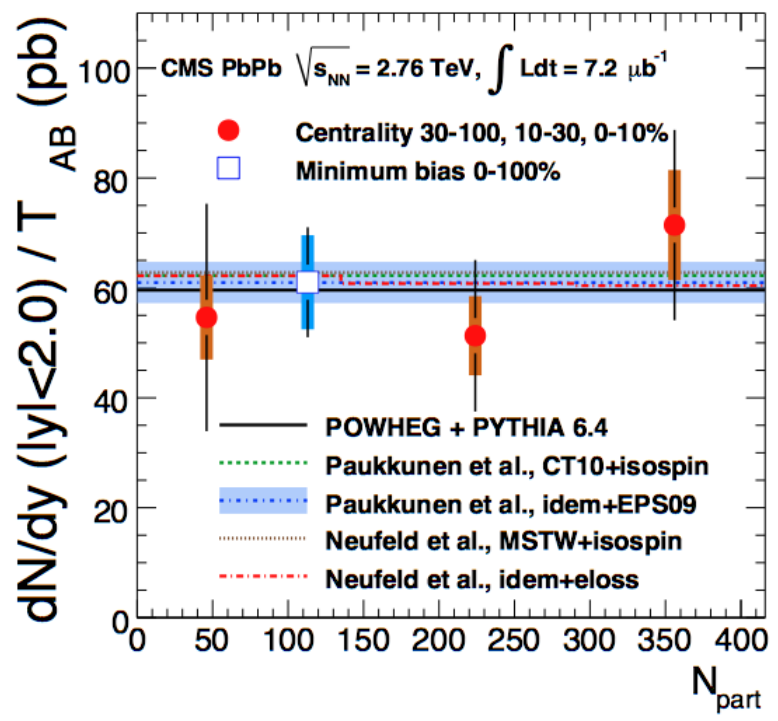 dN/dy (|y|<2.0) / T_AB (pb)
100
80
60
40
20
0
CMS PbPb √s_NN = 2.76 TeV, ∫ Ldt = 7.2 μb⁻¹
Centrality 30-100, 10-30, 0-10%
Minimum bias 0-100%
POWHEG + PYTHIA 6.4
Paukkunen et al., CT10+isospin
Paukkunen et al., idem+EPS09
Neufeld et al., MSTW+isospin
Neufeld et al., idem+eloss
0 50 100 150 200 250 300 350 400
N_part